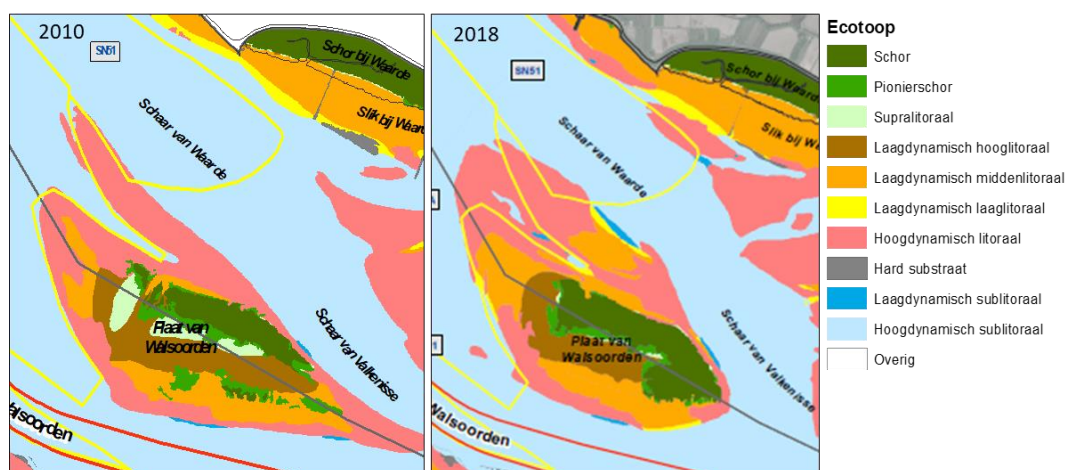 2010
SN51
Schor bij Waarde
Slik bij Waard
Schaar van Waarde
Schaar van Valkenisse
Plaat van
Walsoorden
Walsoorden
2018
SN51
Schor bij Waarde
Slik bij W
Schaar van Waarde
Schaar van Valkenisse
Plaat van
Walsoorden
Walsoorden
Ecotoop
Schor
Pionierschor
Supralitoraal
Laagdynamisch hooglitoraal
Laagdynamisch middenlitoraal
Laagdynamisch laaglitoraal
Hoogdynamisch litoraal
Hard substraat
Laagdynamisch sublitoraal
Hoogdynamisch sublitoraal
Overig